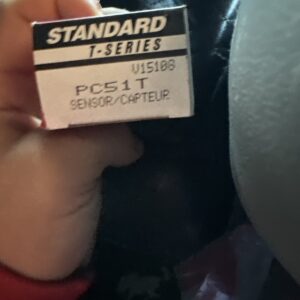 STANDARD
T-SERIES
V15108
PC51T
SENSOR/CAPTEUR